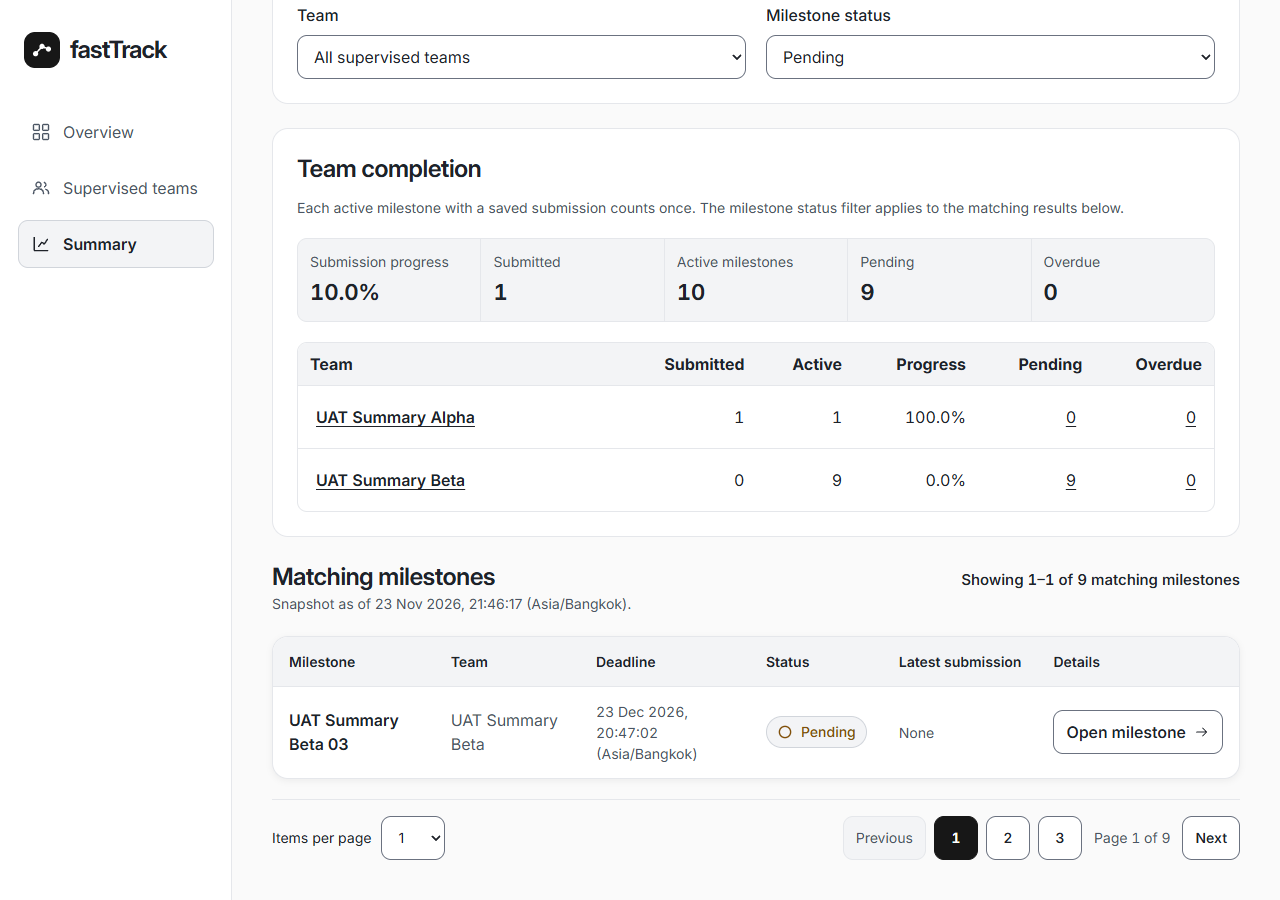 fastTrack
Overview
Supervised teams
Summary
Team
Milestone status
All supervised teams
Pending
Team completion
Each active milestone with a saved submission counts once. The milestone status filter applies to the matching results below.
Submission progress
10.0%
Submitted
1
Active milestones
10
Pending
9
Overdue
0
Team Submitted Active Progress Pending Overdue
UAT Summary Alpha 1 1 100.0% 0 0
UAT Summary Beta 0 9 0.0% 9 0
Matching milestones
Showing 1–1 of 9 matching milestones
Snapshot as of 23 Nov 2026, 21:46:17 (Asia/Bangkok).
Milestone Team Deadline Status Latest submission Details
UAT Summary
Beta 03
UAT Summary
Beta
23 Dec 2026,
20:47:02
(Asia/Bangkok)
Pending
None
Open milestone
Items per page 1
Previous 1 2 3 Page 1 of 9 Next